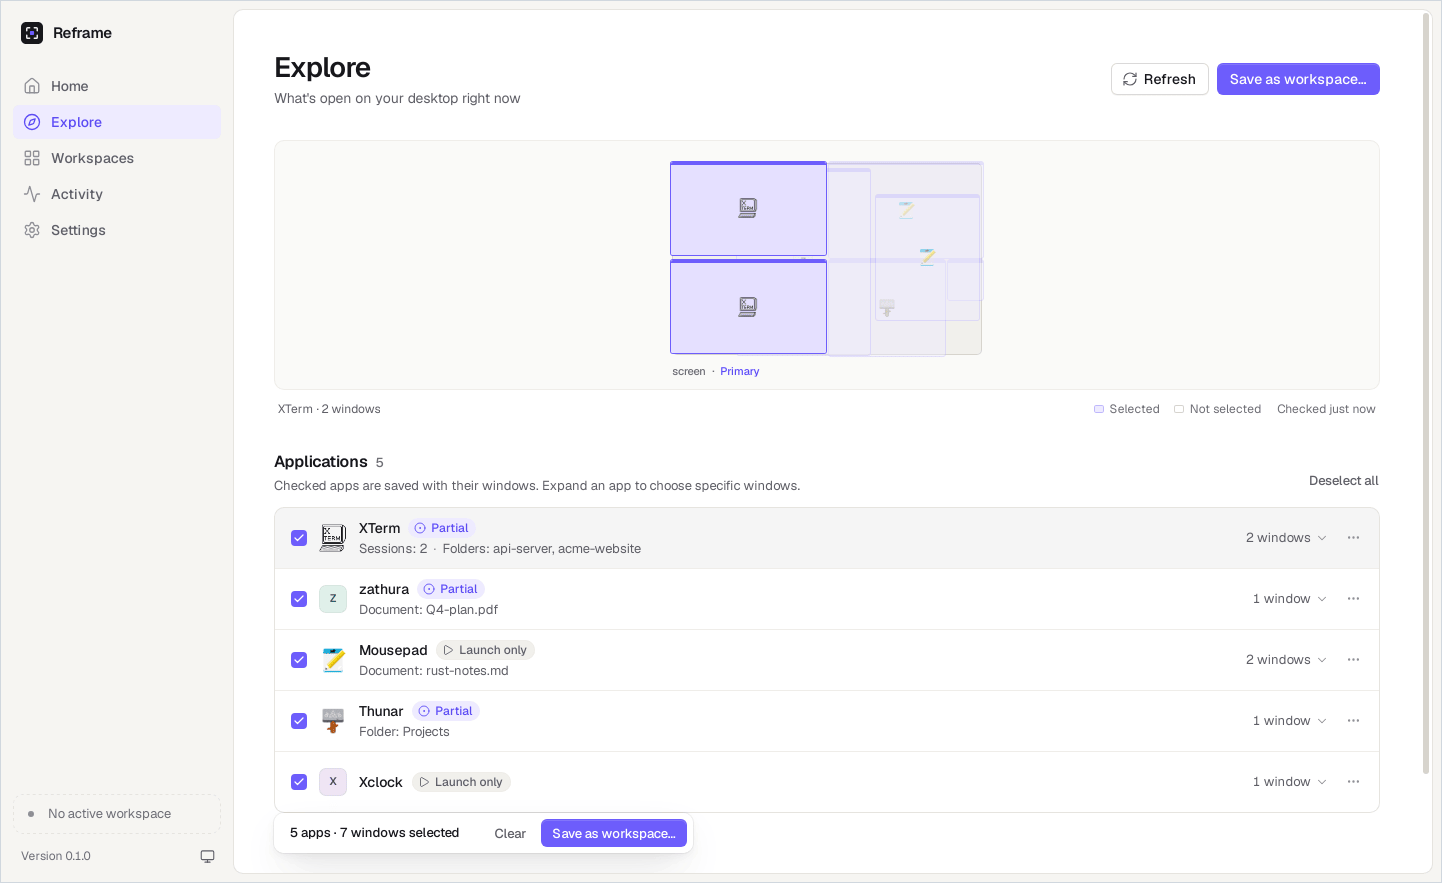 Reframe
Home
Explore
Workspaces
Activity
Settings
No active workspace
Version 0.1.0
Explore
What's open on your desktop right now
Refresh
Save as workspace...
X TERM
X TERM
screen · Primary
XTerm · 2 windows
Selected
Not selected
Checked just now
Applications 5
Checked apps are saved with their windows. Expand an app to choose specific windows.
Deselect all
X TERM
XTerm Partial
Sessions: 2 · Folders: api-server, acme-website
2 windows
Z
zathura Partial
Document: Q4-plan.pdf
1 window
Mousepad Launch only
Document: rust-notes.md
2 windows
Thunar Partial
Folder: Projects
1 window
X
Xclock Launch only
1 window
5 apps · 7 windows selected
Clear
Save as workspace...